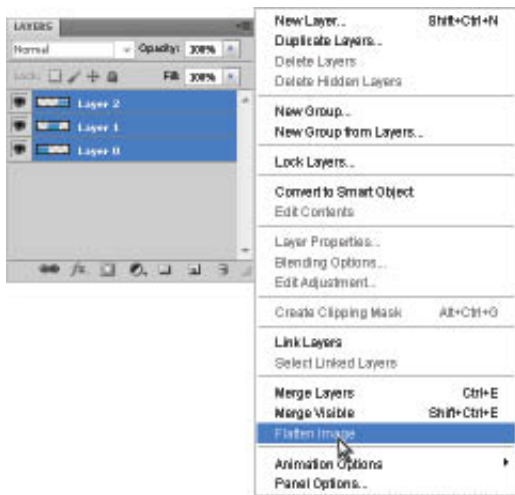 LAYERS
Normal Opacity: 100%
Lock: Fill: 100%
Layer 2
Layer 1
Layer 0
fx
New Layer... Shift+Ctrl+N
Duplicate Layers...
Delete Layers
Delete Hidden Layers
New Group...
New Group from Layers...
Lock Layers...
Convert to Smart Object
Edit Contents
Layer Properties...
Blending Options...
Edit Adjustment...
Create Clipping Mask Alt+Ctrl+G
Link Layers
Select Linked Layers
Merge Layers Ctrl+E
Merge Visible Shift+Ctrl+E
Flatten Image
Animation Options
Panel Options...